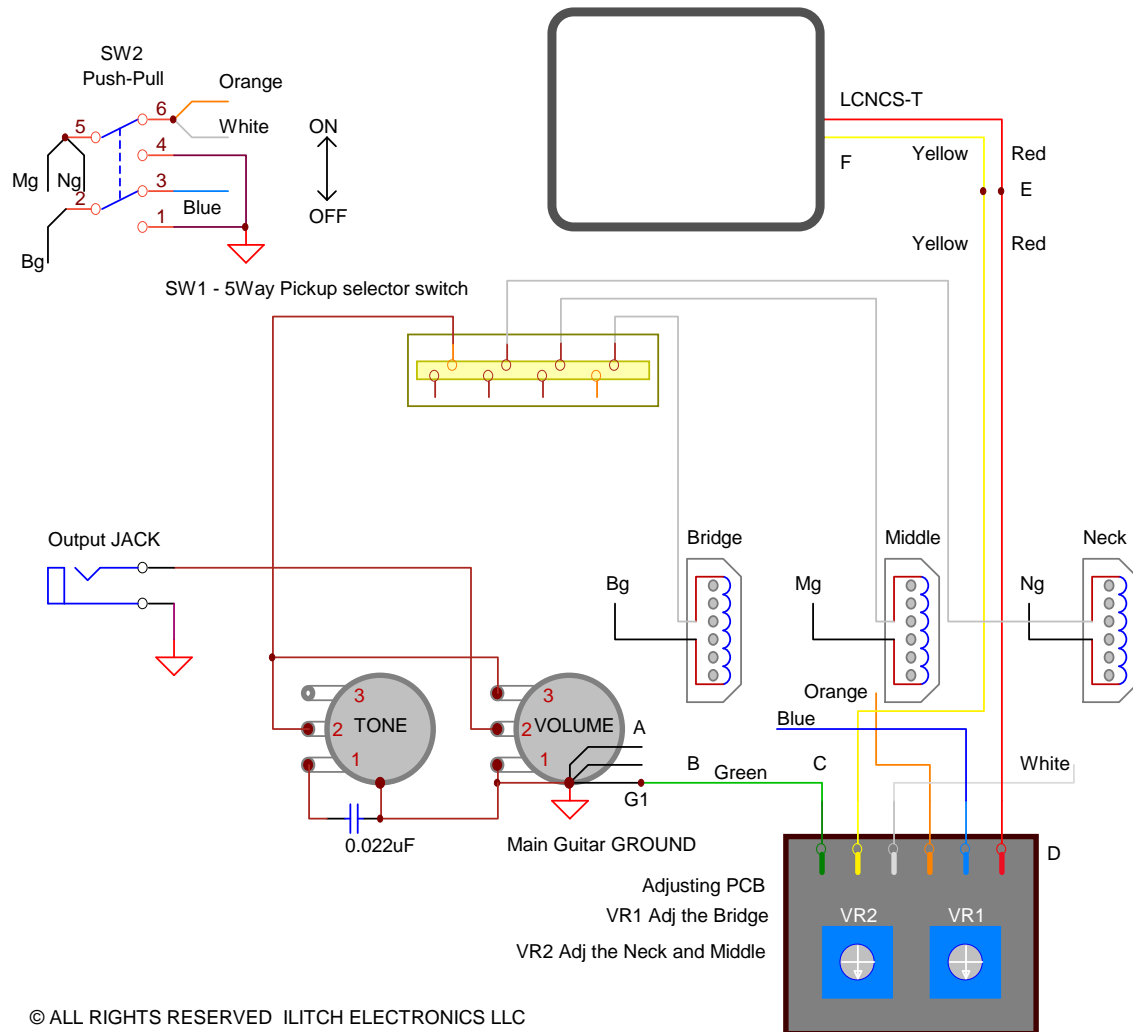 SW2
Push-Pull
Orange
White
6
5
4
3
2
1
Mg
Ng
Blue
Bg
ON
OFF
LCNCS-T
F
Yellow
Red
E
Yellow
Red
SW1 - 5Way Pickup selector switch
Output JACK
Bridge
Middle
Neck
Bg
Mg
Ng
3
2
1
TONE
3
2
1
VOLUME
A
B
C
Green
G1
Orange
Blue
White
0.022uF
Main Guitar GROUND
D
Adjusting PCB
VR1 Adj the Bridge
VR2 Adj the Neck and Middle
VR2
VR1
© ALL RIGHTS RESERVED ILITCH ELECTRONICS LLC